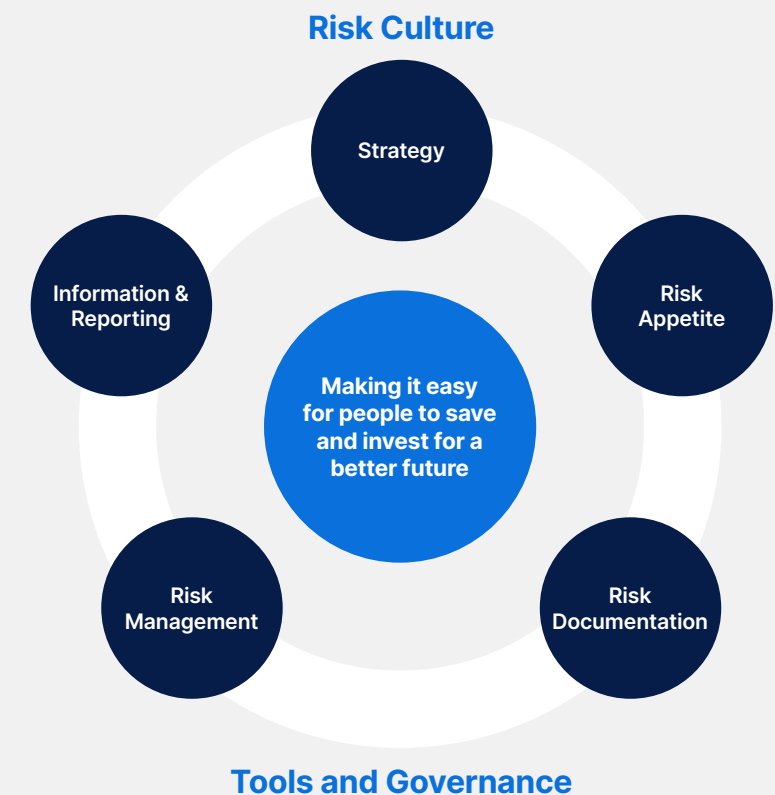 Risk Culture
Strategy
Information &
Reporting
Risk
Appetite
Making it easy
for people to save
and invest for a
better future
Risk
Management
Risk
Documentation
Tools and Governance